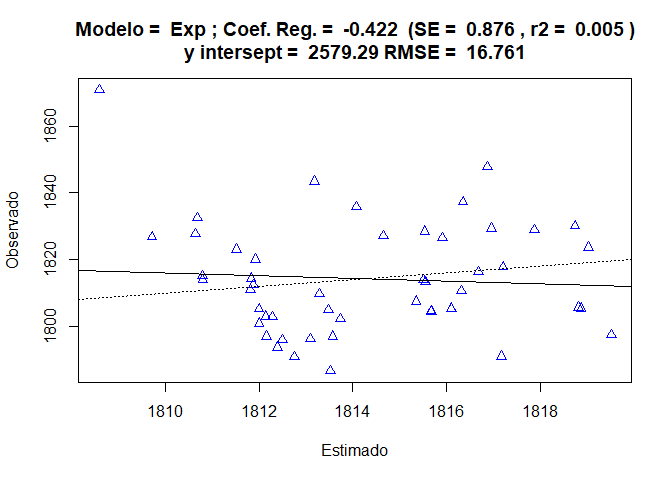 Modelo = Exp ; Coef. Reg. = -0.422 (SE = 0.876 , r2 = 0.005 )
y intersept = 2579.29 RMSE = 16.761
1860
1840
1820
1800
Observado
1810 1812 1814 1816 1818
Estimado